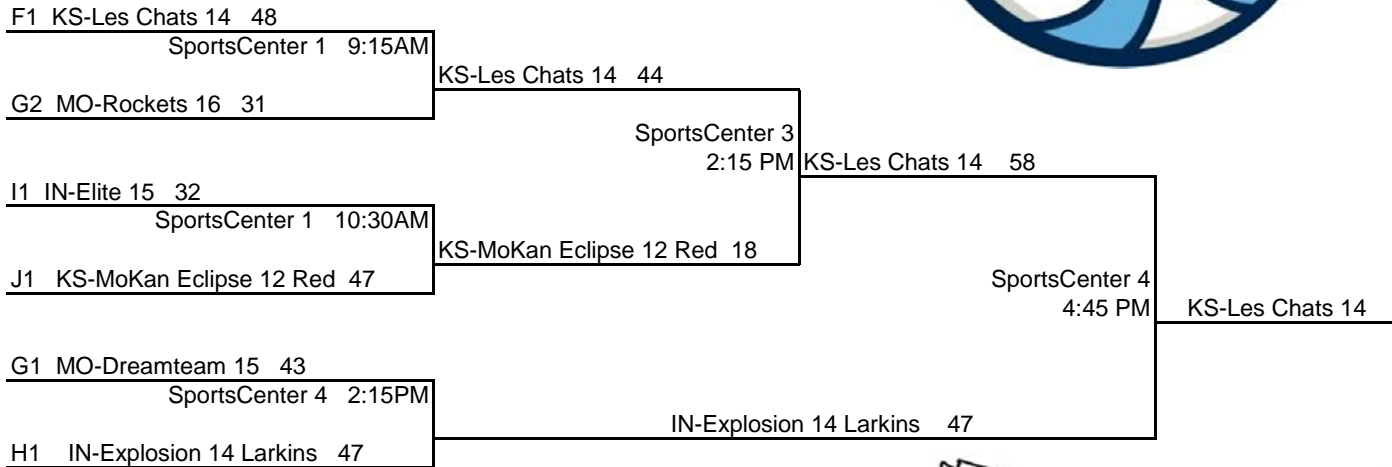 F1 KS-Les Chats 14 48
SportsCenter 1 9:15AM
KS-Les Chats 14 44
G2 MO-Rockets 16 31
SportsCenter 3
2:15 PM KS-Les Chats 14 58
I1 IN-Elite 15 32
SportsCenter 1 10:30AM
KS-MoKan Eclipse 12 Red 18
J1 KS-MoKan Eclipse 12 Red 47
SportsCenter 4
4:45 PM KS-Les Chats 14
G1 MO-Dreamteam 15 43
SportsCenter 4 2:15PM
IN-Explosion 14 Larkins 47
H1 IN-Explosion 14 Larkins 47